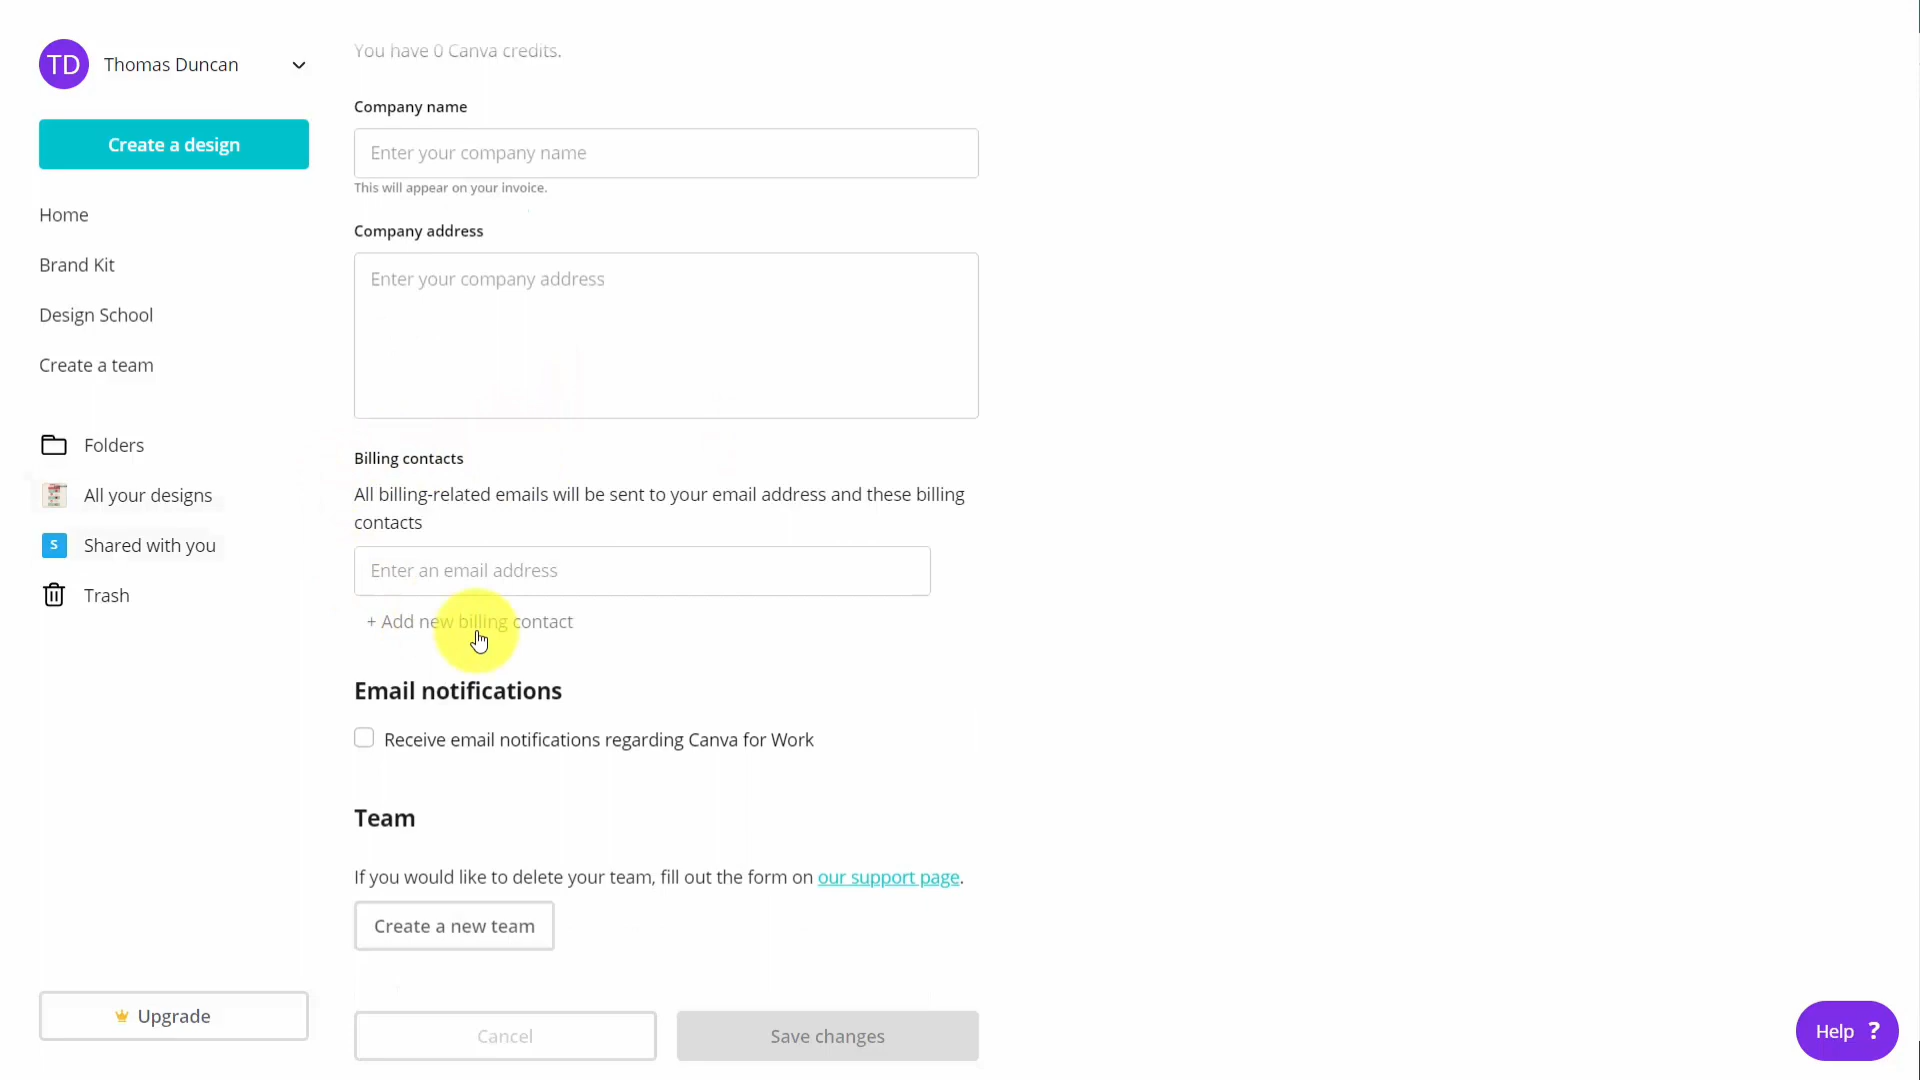 TD
Thomas Duncan
Create a design
Home
Brand Kit
Design School
Create a team
Folders
All your designs
S
Shared with you
Trash
Upgrade
You have 0 Canva credits.
Company name
Enter your company name
This will appear on your invoice.
Company address
Enter your company address
Billing contacts
All billing-related emails will be sent to your email address and these billing
contacts
Enter an email address
+ Add new billing contact
Email notifications
Receive email notifications regarding Canva for Work
Team
If you would like to delete your team, fill out the form on our support page.
Create a new team
Cancel
Save changes
Help ?